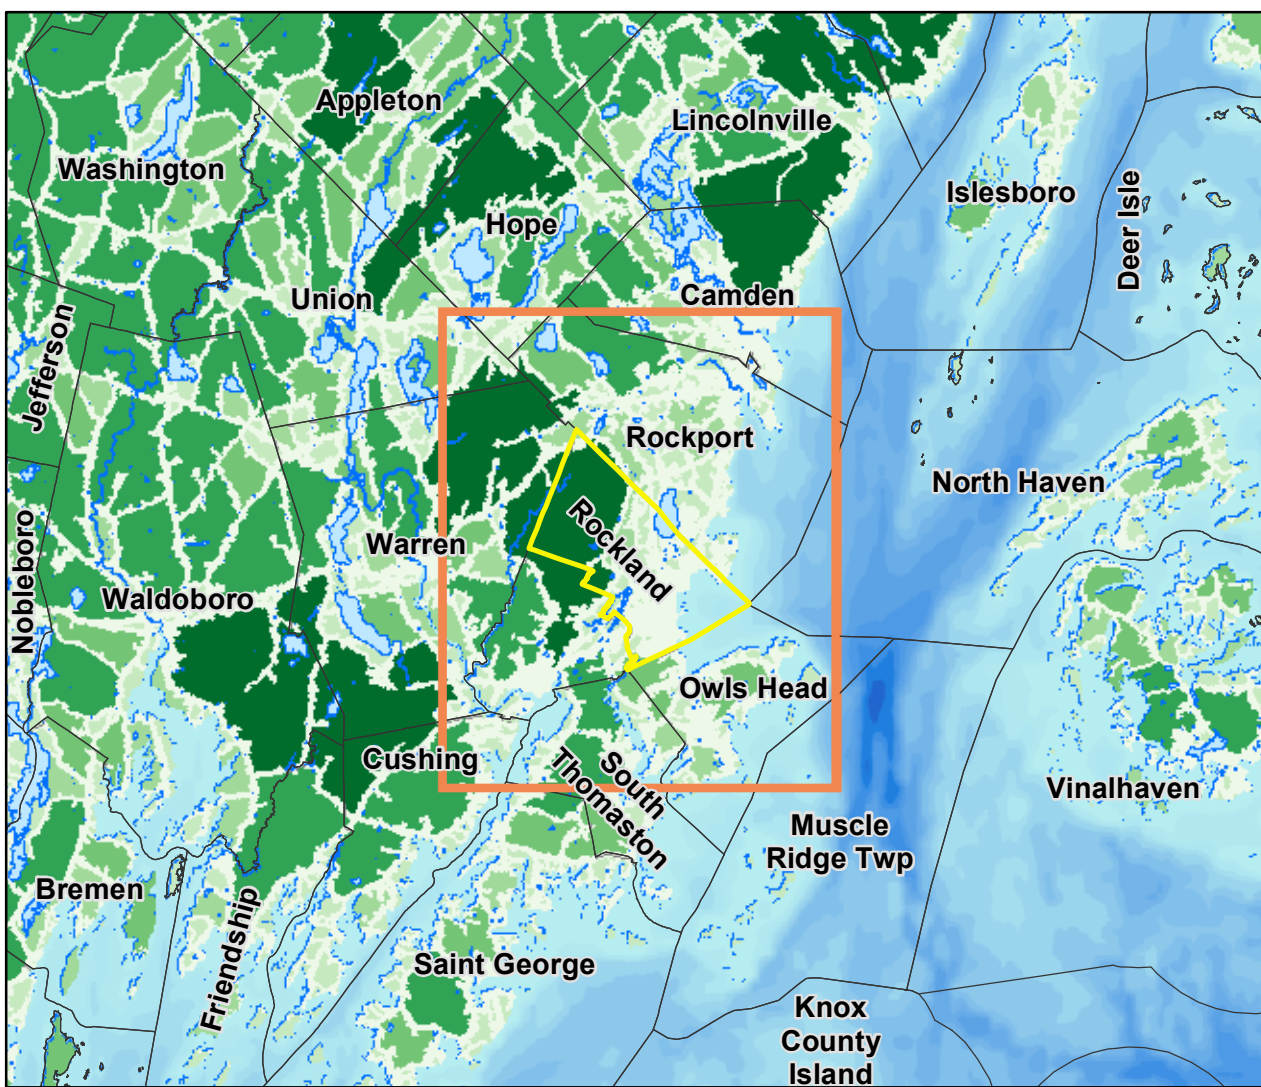 Appleton
Lincolnville
Washington
Islesboro
Deer Isle
Hope
Union
Camden
Jefferson
Rockport
North Haven
Nobleboro
Warren
Rockland
Waldoboro
Owls Head
Cushing
South
Thomaston
Vinalhaven
Muscle
Ridge Twp
Bremen
Friendship
Saint George
Knox
County
Island